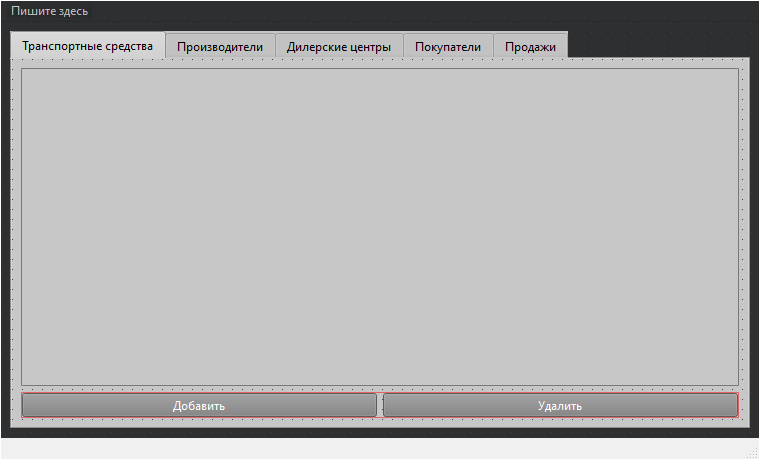 Пишите здесь
Транспортные средства Производители Дилерские центры Покупатели Продажи
Добавить Удалить